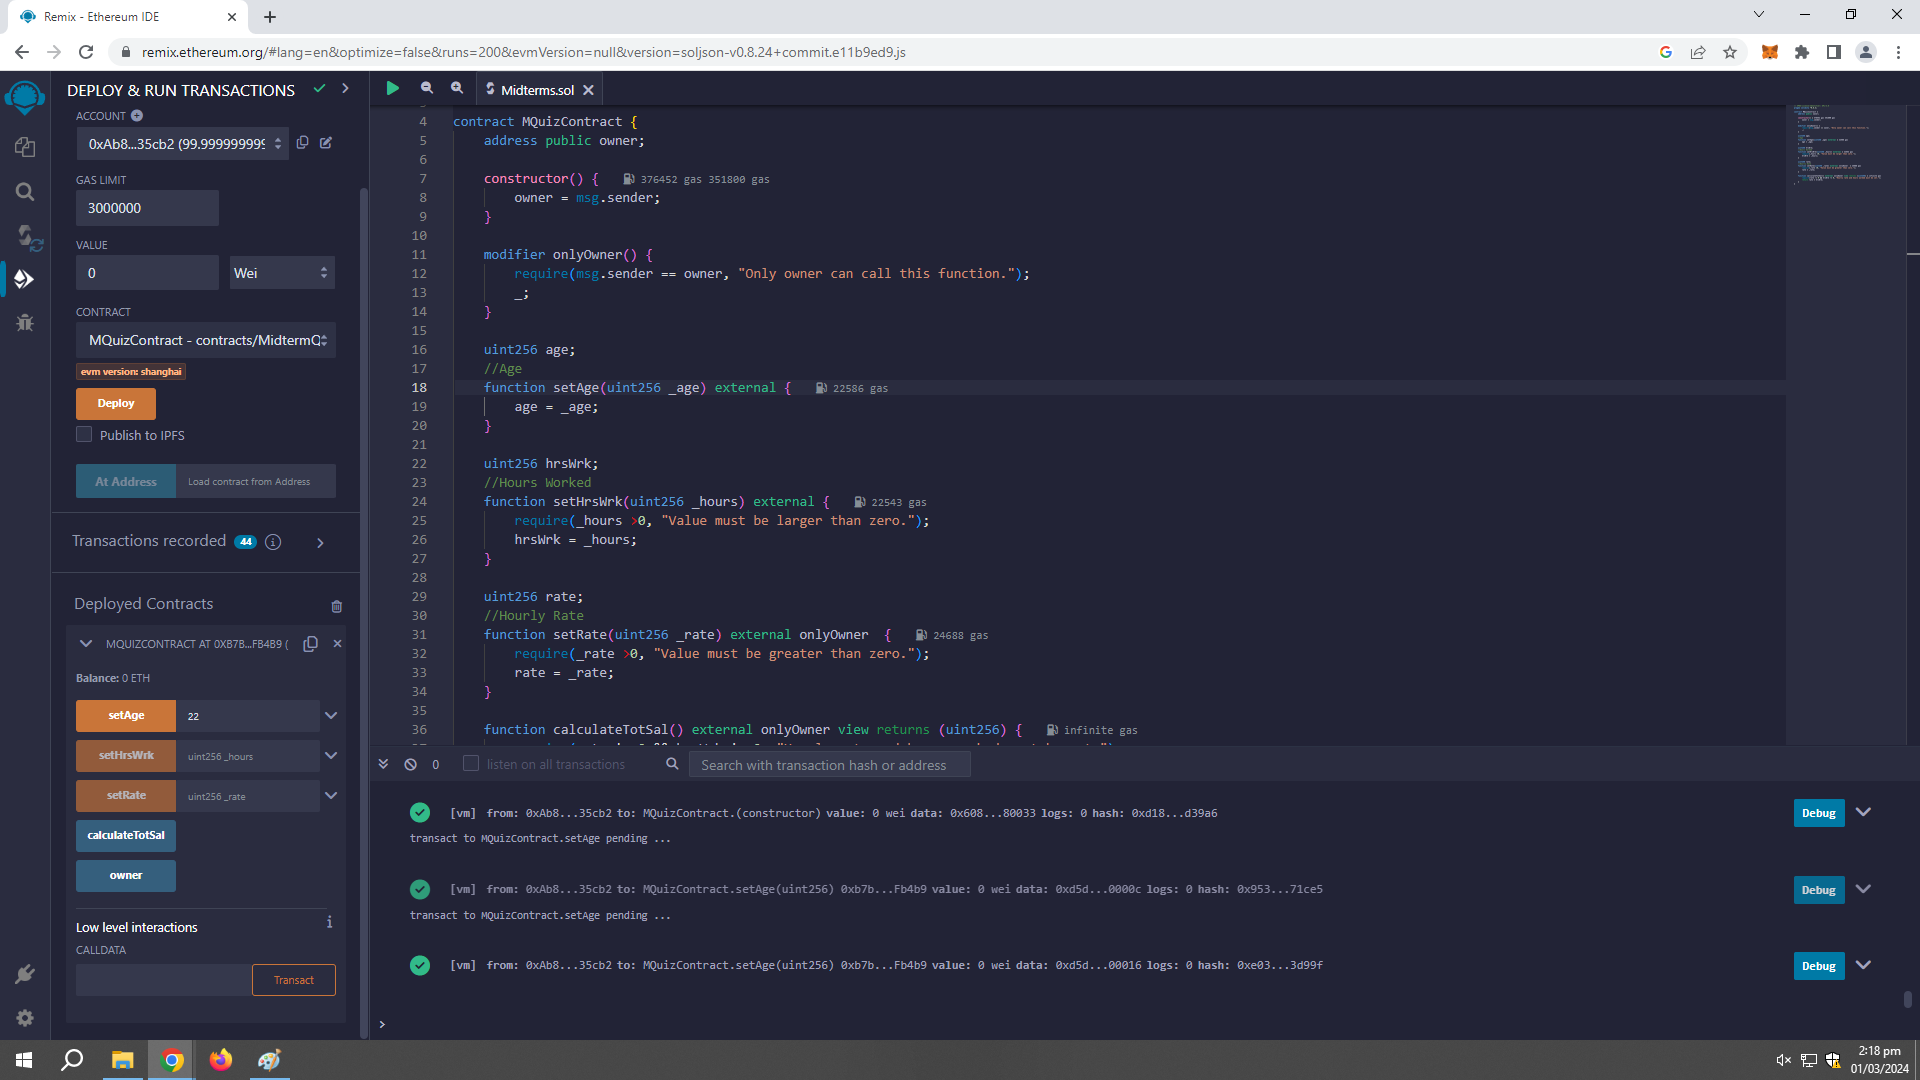 Remix - Ethereum IDE
remix.ethereum.org/#lang=en&optimize=false&runs=200&evmVersion=null&version=soljson-v0.8.24+commit.e11b9ed9.js
DEPLOY & RUN TRANSACTIONS
ACCOUNT
0xAb8...35cb2 (99.999999999
GAS LIMIT
3000000
VALUE
0
Wei
CONTRACT
MQuizContract - contracts/MidtermQ
evm version: shanghai
Deploy
Publish to IPFS
At Address
Load contract from Address
Transactions recorded 44
Deployed Contracts
MQUIZCONTRACT AT 0XB7B...FB4B9 (
Balance: 0 ETH
setAge
22
setHrsWrk
uint256 _hours
setRate
uint256 _rate
calculateTotSal
owner
Low level interactions
CALLDATA
Transact
Midterms.sol
4 contract MQuizContract {
5 address public owner;
6
7 constructor() { 376452 gas 351800 gas
8 owner = msg.sender;
9 }
10
11 modifier onlyOwner() {
12 require(msg.sender == owner, "Only owner can call this function.");
13 _;
14 }
15
16 uint256 age;
17 //Age
18 function setAge(uint256 _age) external { 22586 gas
19 age = _age;
20 }
21
22 uint256 hrsWrk;
23 //Hours Worked
24 function setHrsWrk(uint256 _hours) external { 22543 gas
25 require(_hours >0, "Value must be larger than zero.");
26 hrsWrk = _hours;
27 }
28
29 uint256 rate;
30 //Hourly Rate
31 function setRate(uint256 _rate) external onlyOwner { 24688 gas
32 require(_rate >0, "Value must be greater than zero.");
33 rate = _rate;
34 }
35
36 function calculateTotSal() external onlyOwner view returns (uint256) { infinite gas
0
listen on all transactions
Search with transaction hash or address
[vm] from: 0xAb8...35cb2 to: MQuizContract.(constructor) value: 0 wei data: 0x608...80033 logs: 0 hash: 0xd18...d39a6
Debug
transact to MQuizContract.setAge pending ...
[vm] from: 0xAb8...35cb2 to: MQuizContract.setAge(uint256) 0xb7b...Fb4b9 value: 0 wei data: 0xd5d...0000c logs: 0 hash: 0x953...71ce5
Debug
transact to MQuizContract.setAge pending ...
[vm] from: 0xAb8...35cb2 to: MQuizContract.setAge(uint256) 0xb7b...Fb4b9 value: 0 wei data: 0xd5d...00016 logs: 0 hash: 0xe03...3d99f
Debug
>
2:18 pm
01/03/2024